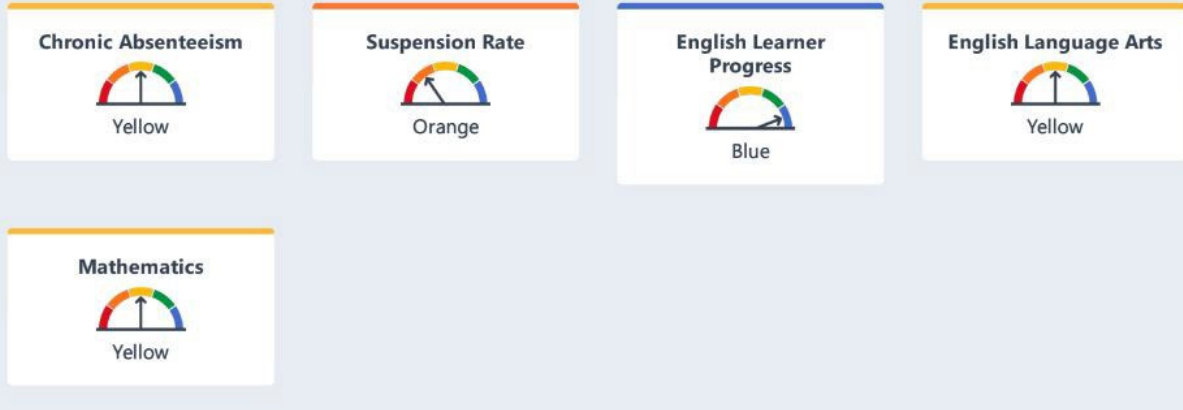 Chronic Absenteeism
Yellow
Suspension Rate
Orange
English Learner
Progress
Blue
English Language Arts
Yellow
Mathematics
Yellow